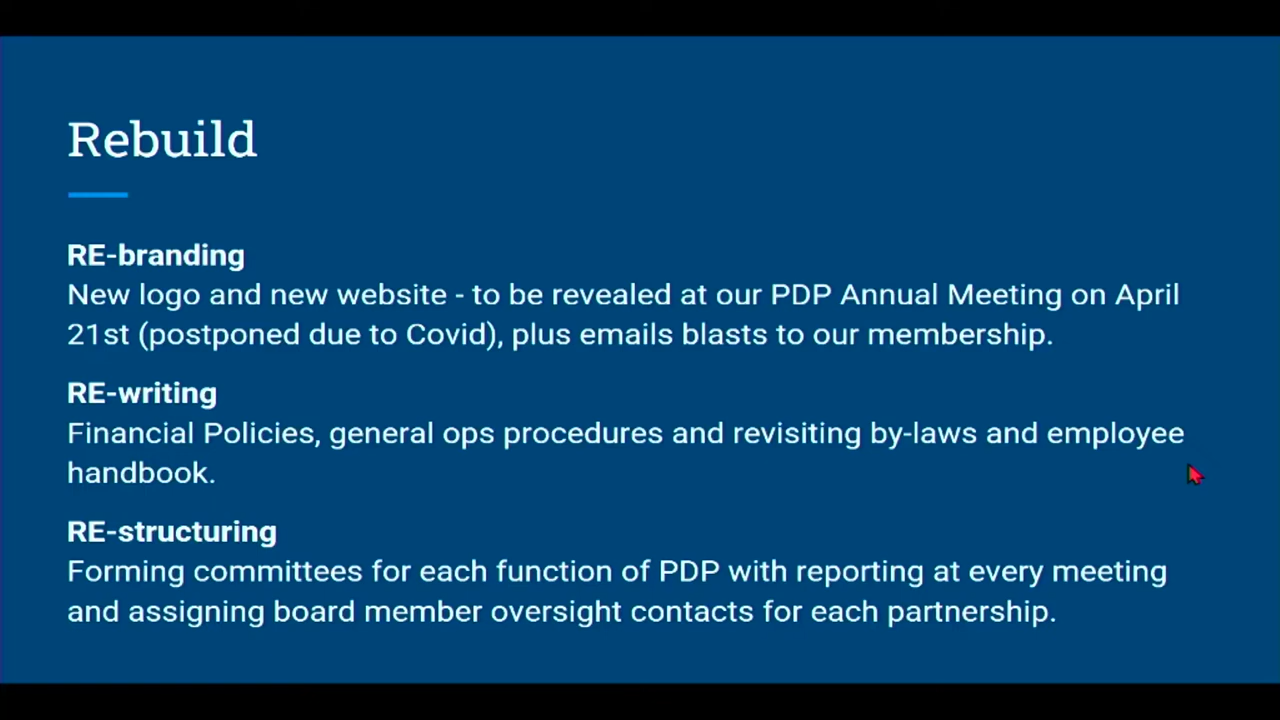 Rebuild
RE-branding
New logo and new website - to be revealed at our PDP Annual Meeting on April
21st (postponed due to Covid), plus emails blasts to our membership.
RE-writing
Financial Policies, general ops procedures and revisiting by-laws and employee
handbook.
RE-structuring
Forming committees for each function of PDP with reporting at every meeting
and assigning board member oversight contacts for each partnership.